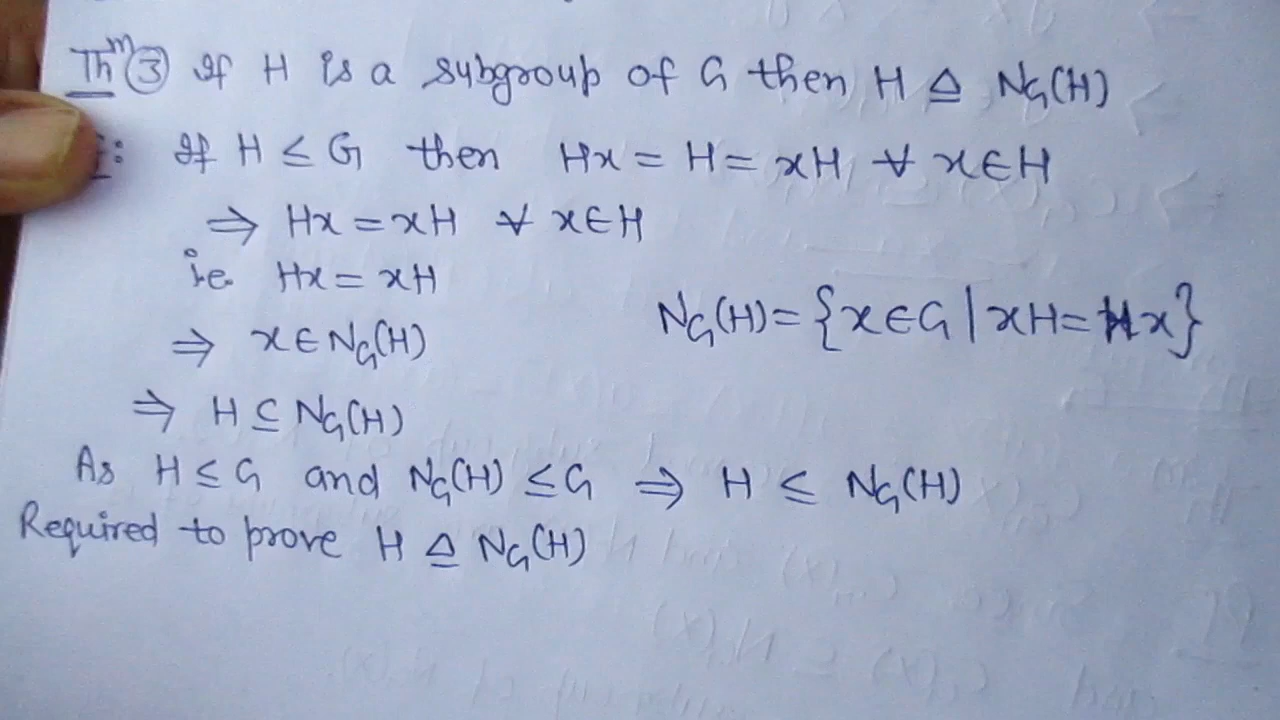 Thm ③ If H is a subgroup of G then H ⊴ NG(H)
: If H ≤ G then Hx = H = xH ∀ x∈H
⇒ Hx = xH ∀ x∈H
i.e. Hx = xH
⇒ x∈NG(H)
NG(H) = {x∈G | xH = Hx}
⇒ H ⊆ NG(H)
As H ≤ G and NG(H) ≤ G ⇒ H ≤ NG(H)
Required to prove H ⊴ NG(H)